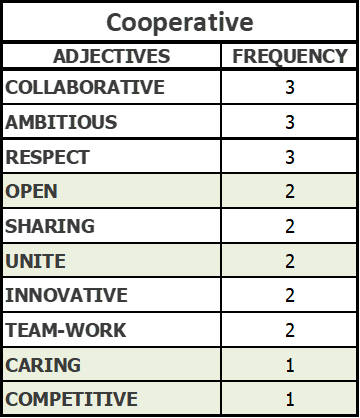 Cooperative
ADJECTIVES FREQUENCY
COLLABORATIVE 3
AMBITIOUS 3
RESPECT 3
OPEN 2
SHARING 2
UNITE 2
INNOVATIVE 2
TEAM-WORK 2
CARING 1
COMPETITIVE 1